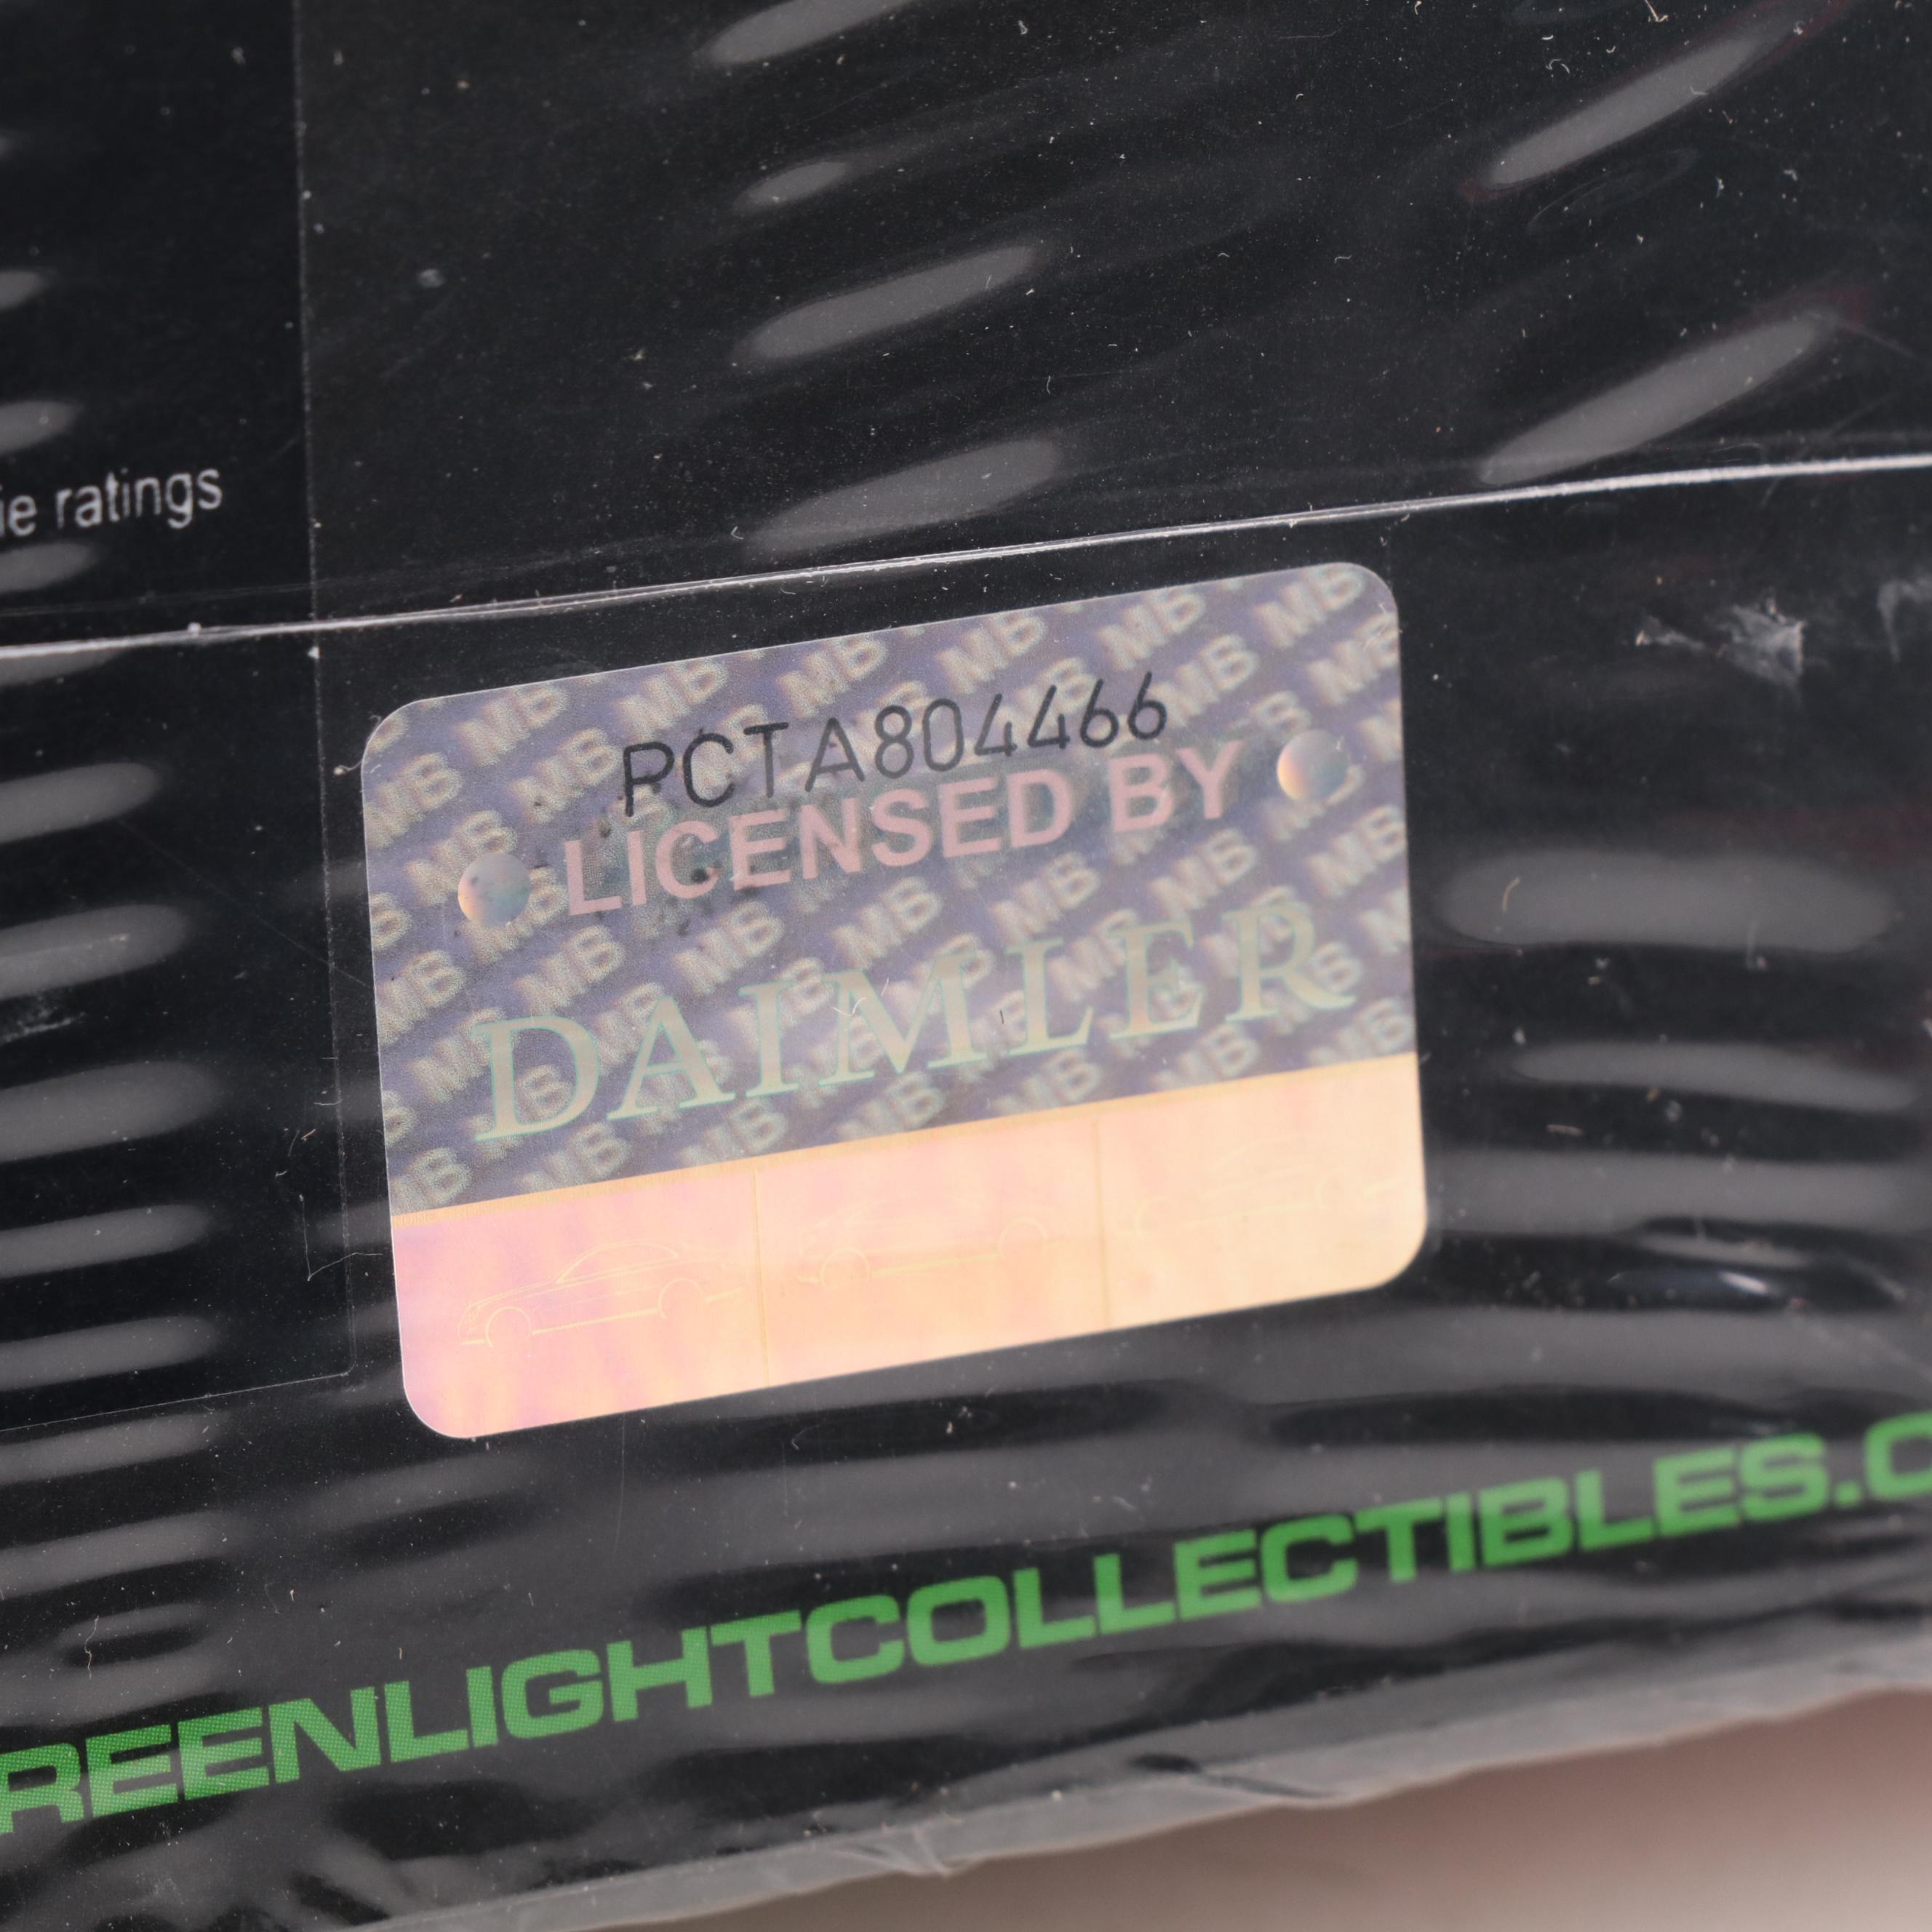 ie ratings
PCTA804466
LICENSED BY
DAIMLER
REENLIGHTCOLLECTIBLES.C